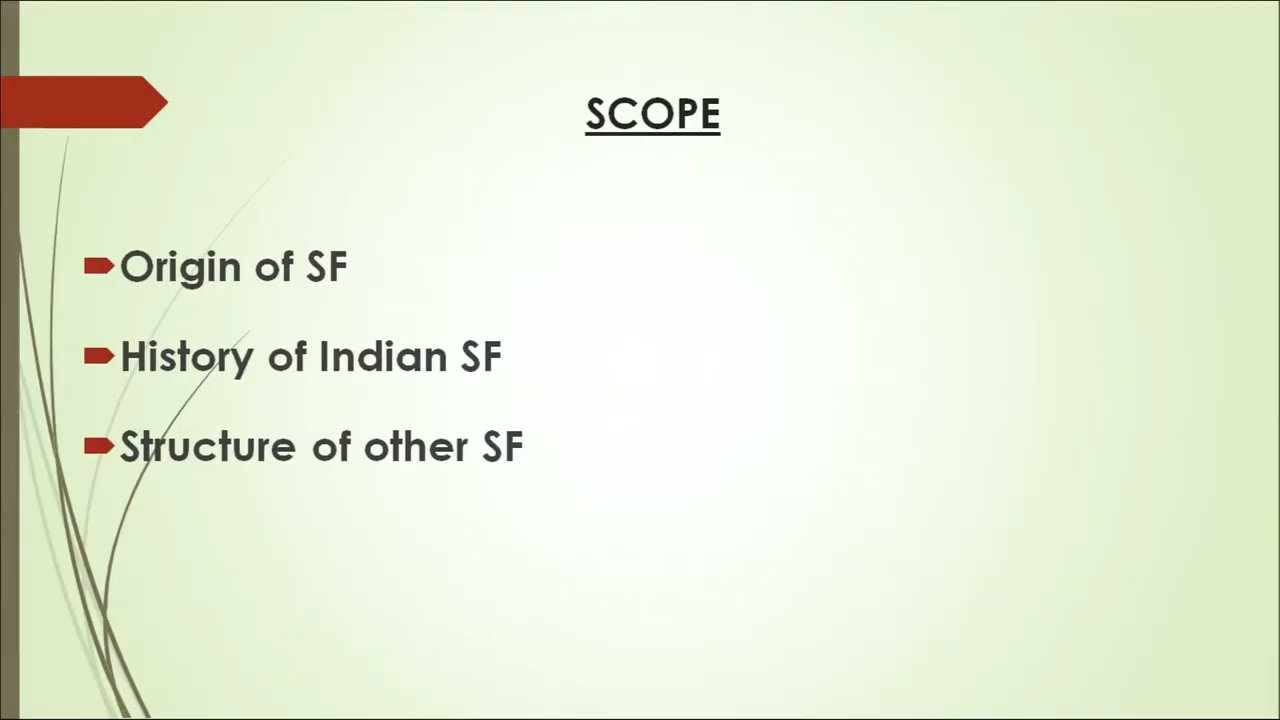 SCOPE
Origin of SF
History of Indian SF
Structure of other SF